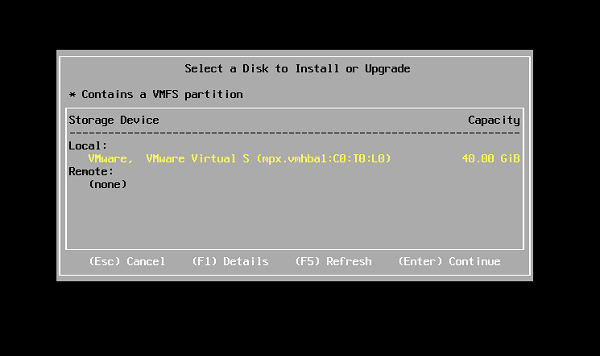 Select a Disk to Install or Upgrade
* Contains a VMFS partition
Storage Device Capacity
--------------------------------------------------------------------------------
Local:
VMware, VMware Virtual S (mpx.vmhba1:C0:T0:L0) 40.00 GiB
Remote:
(none)
(Esc) Cancel (F1) Details (F5) Refresh (Enter) Continue